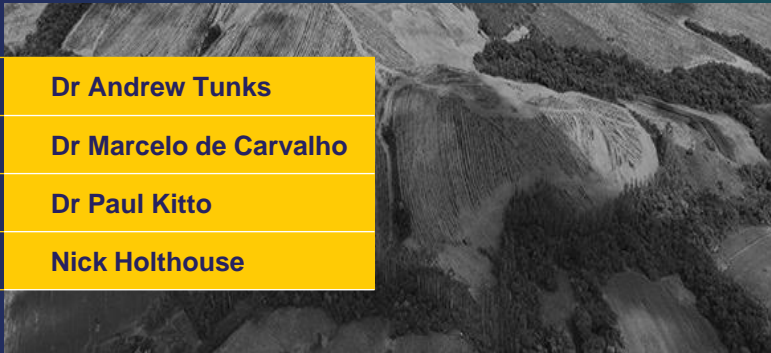 Dr Andrew Tunks
Dr Marcelo de Carvalho
Dr Paul Kitto
Nick Holthouse